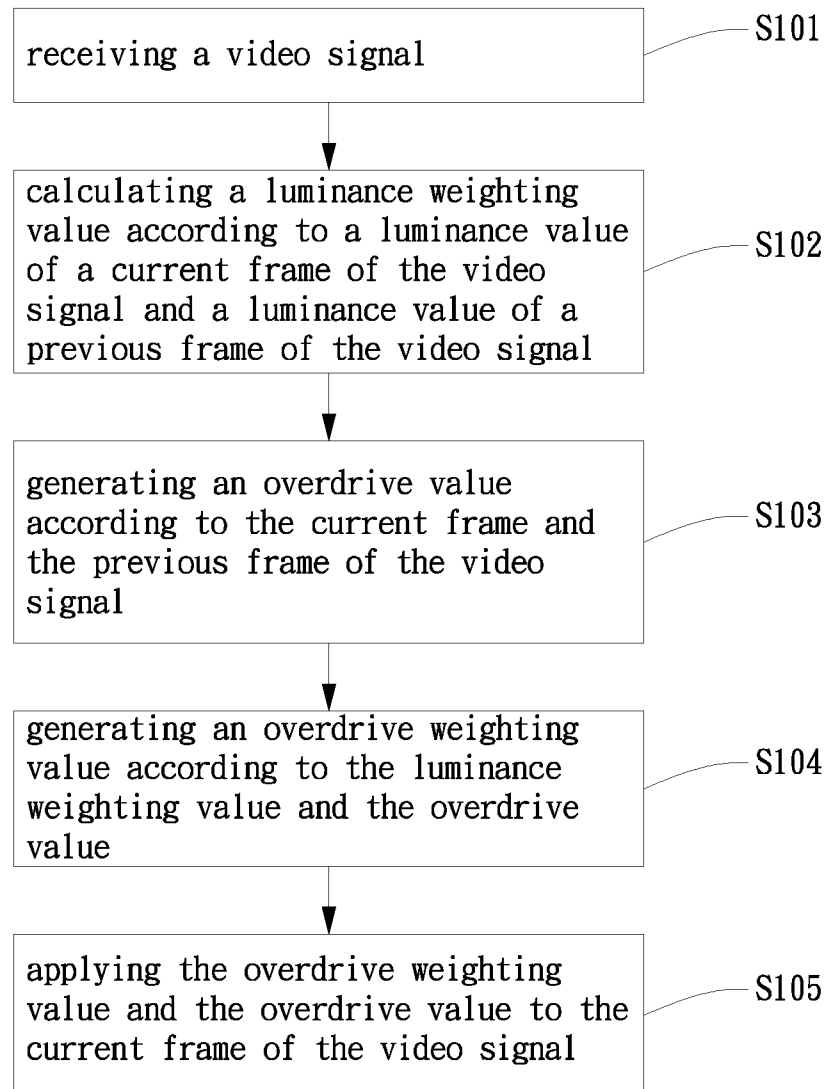 receiving a video signal
S101
calculating a luminance weighting
value according to a luminance value
of a current frame of the video
signal and a luminance value of a
previous frame of the video signal
S102
generating an overdrive value
according to the current frame and
the previous frame of the video
signal
S103
generating an overdrive weighting
value according to the luminance
weighting value and the overdrive
value
S104
applying the overdrive weighting
value and the overdrive value to the
current frame of the video signal
S105